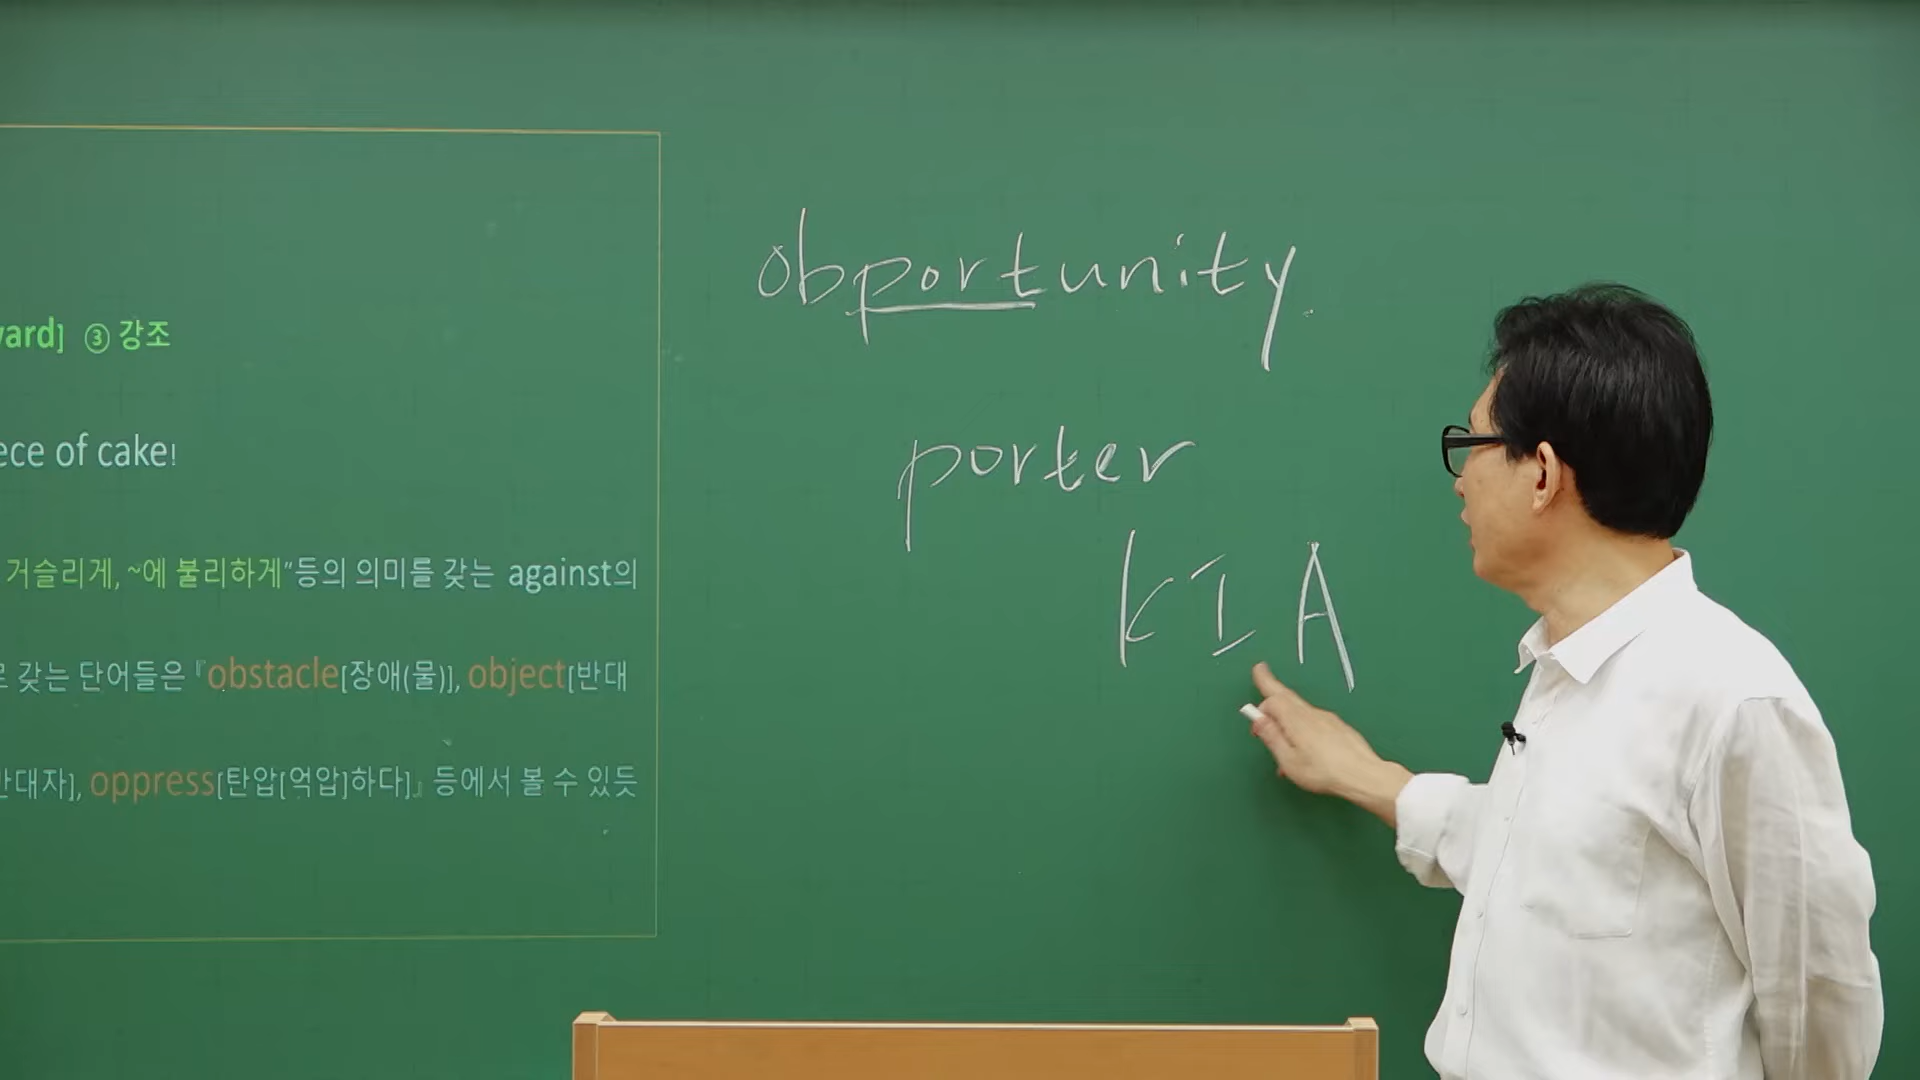 ward] ③ 강조
ece of cake!
거슬리게, ~에 불리하게"등의 의미를 갖는 against의
갖는 단어들은 『obstacle[장애(물)], object[반대
반대자], oppress[탄압[억압]하다]』 등에서 볼 수 있듯
obportunity.
porter
KIA